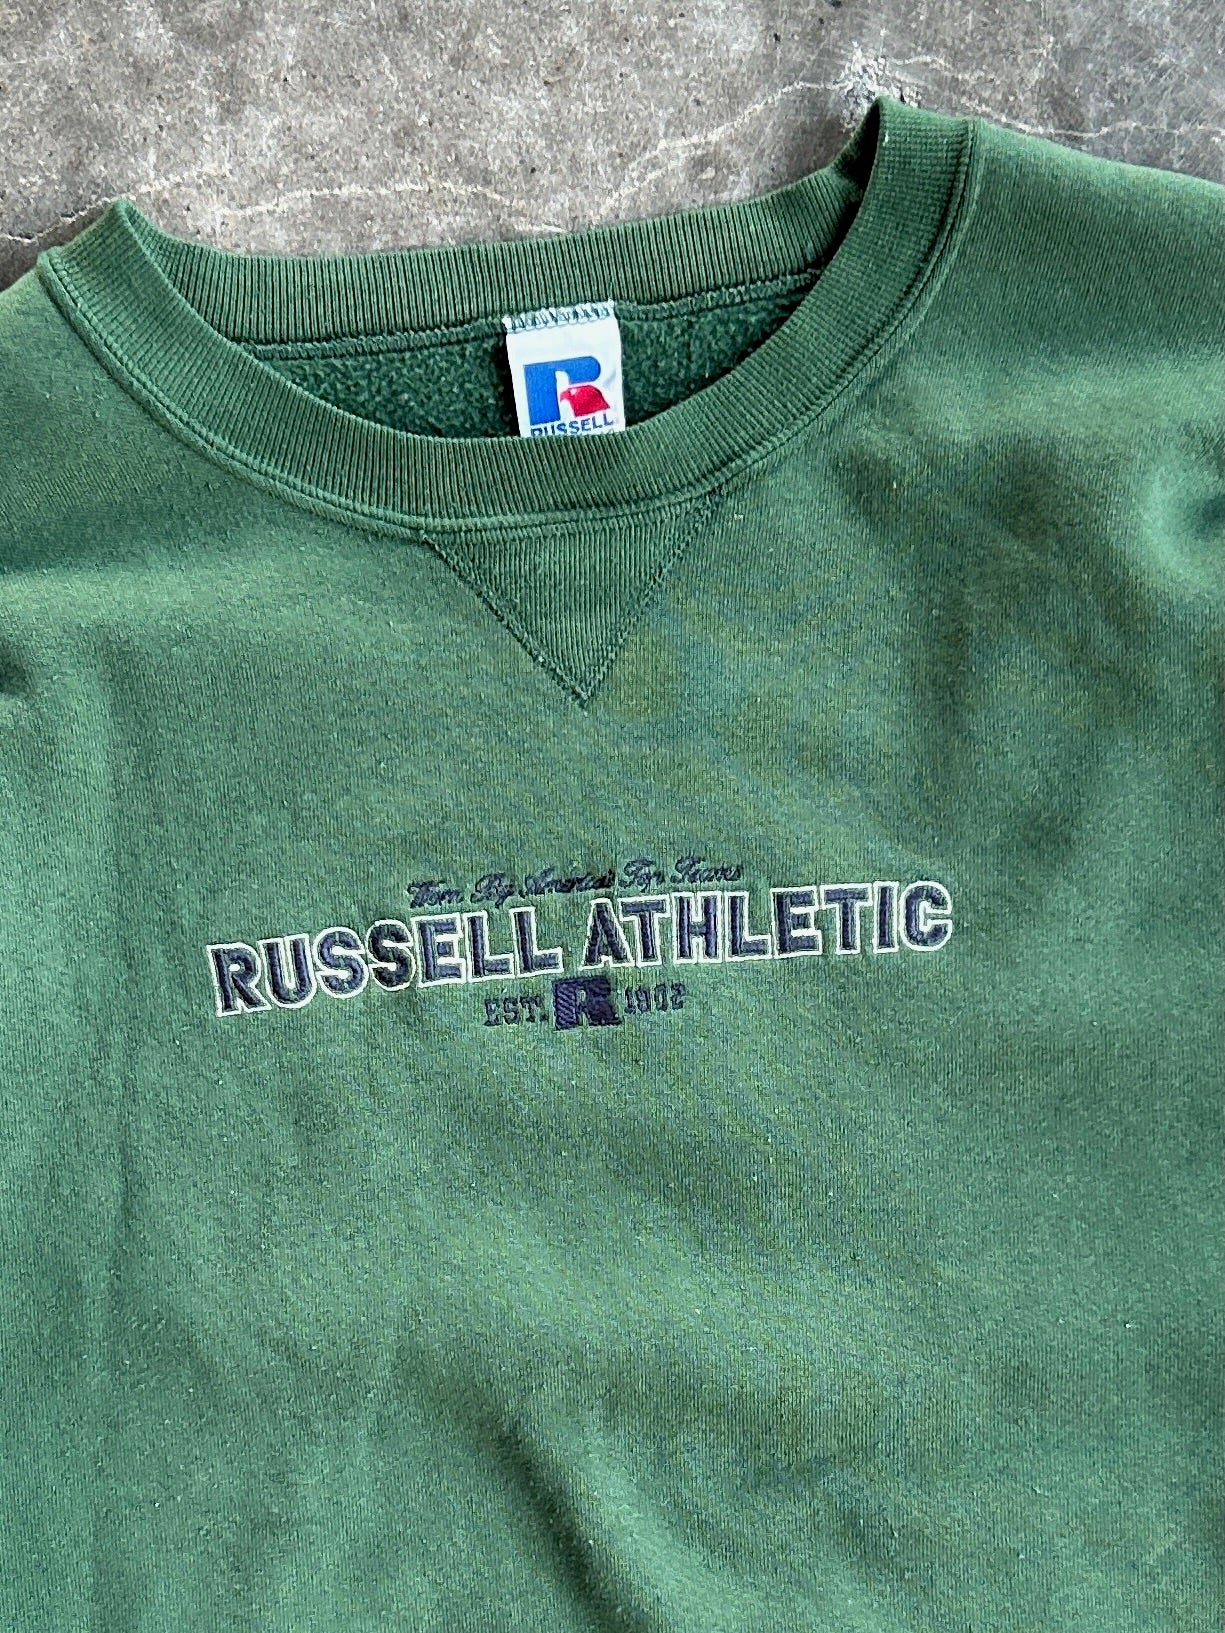 R
RUSSELL
Worn By America's Top Teams
RUSSELL ATHLETIC
EST. R 1902